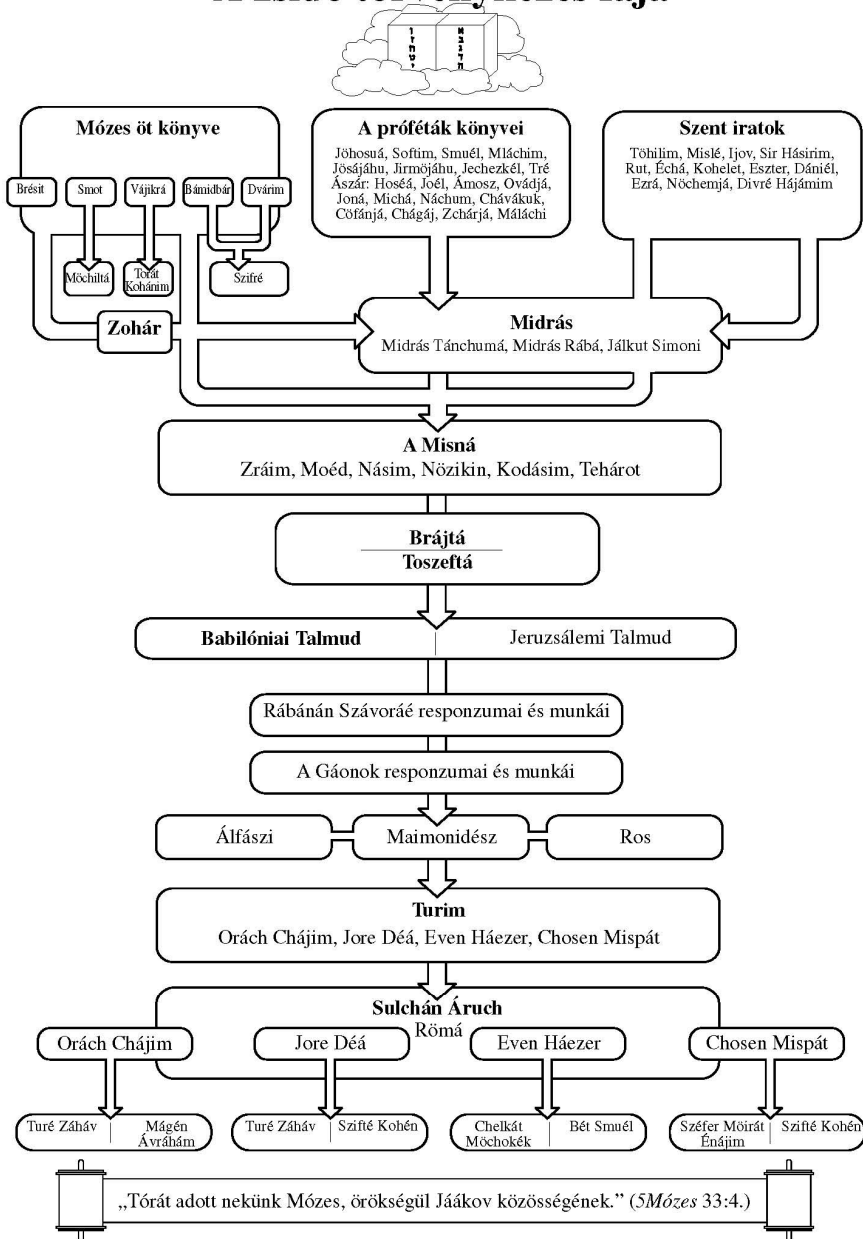 Mózes öt könyve
Brésit
Smot
Vájikrá
Bámidbár
Dvárim
Möchiltá
Torát
Kohánim
Szifré
A próféták könyvei
Jöhosuá, Softim, Smuél, Mláchim,
Jösájáhu, Jirmöjáhu, Jechezkél, Tré
Ászár: Hoséá, Joél, Ámosz, Ovádjá,
Joná, Michá, Náchum, Chávákuk,
Cöfánjá, Chágáj, Zchárjá, Máláchi
Szent iratok
Töhilim, Mislé, Ijov, Sir Hásirim,
Rut, Échá, Kohelet, Eszter, Dániél,
Ezrá, Nöchemjá, Divré Hájámim
Zohár
Midrás
Midrás Tánchumá, Midrás Rábá, Jálkut Simoni
A Misná
Zráim, Moéd, Násim, Nözikin, Kodásim, Tehárot
Brájtá
Toszeftá
Babilóniai Talmud
Jeruzsálemi Talmud
Rábánán Szávoráé responzumai és munkái
A Gáonok responzumai és munkái
Álfászi
Maimonidész
Ros
Turim
Orách Chájim, Jore Déá, Even Háezer, Chosen Mispát
Sulchán Áruch
Römá
Orách Chájim
Jore Déá
Even Háezer
Chosen Mispát
Turé Záháv
Mágén
Ávráhám
Turé Záháv
Szifté Kohén
Chelkát
Möchokék
Bét Smuél
Széfer Möirát
Énájim
Szifté Kohén
„Tórát adott nekünk Mózes, örökségül Jáákov közösségének.” (5Mózes 33:4.)